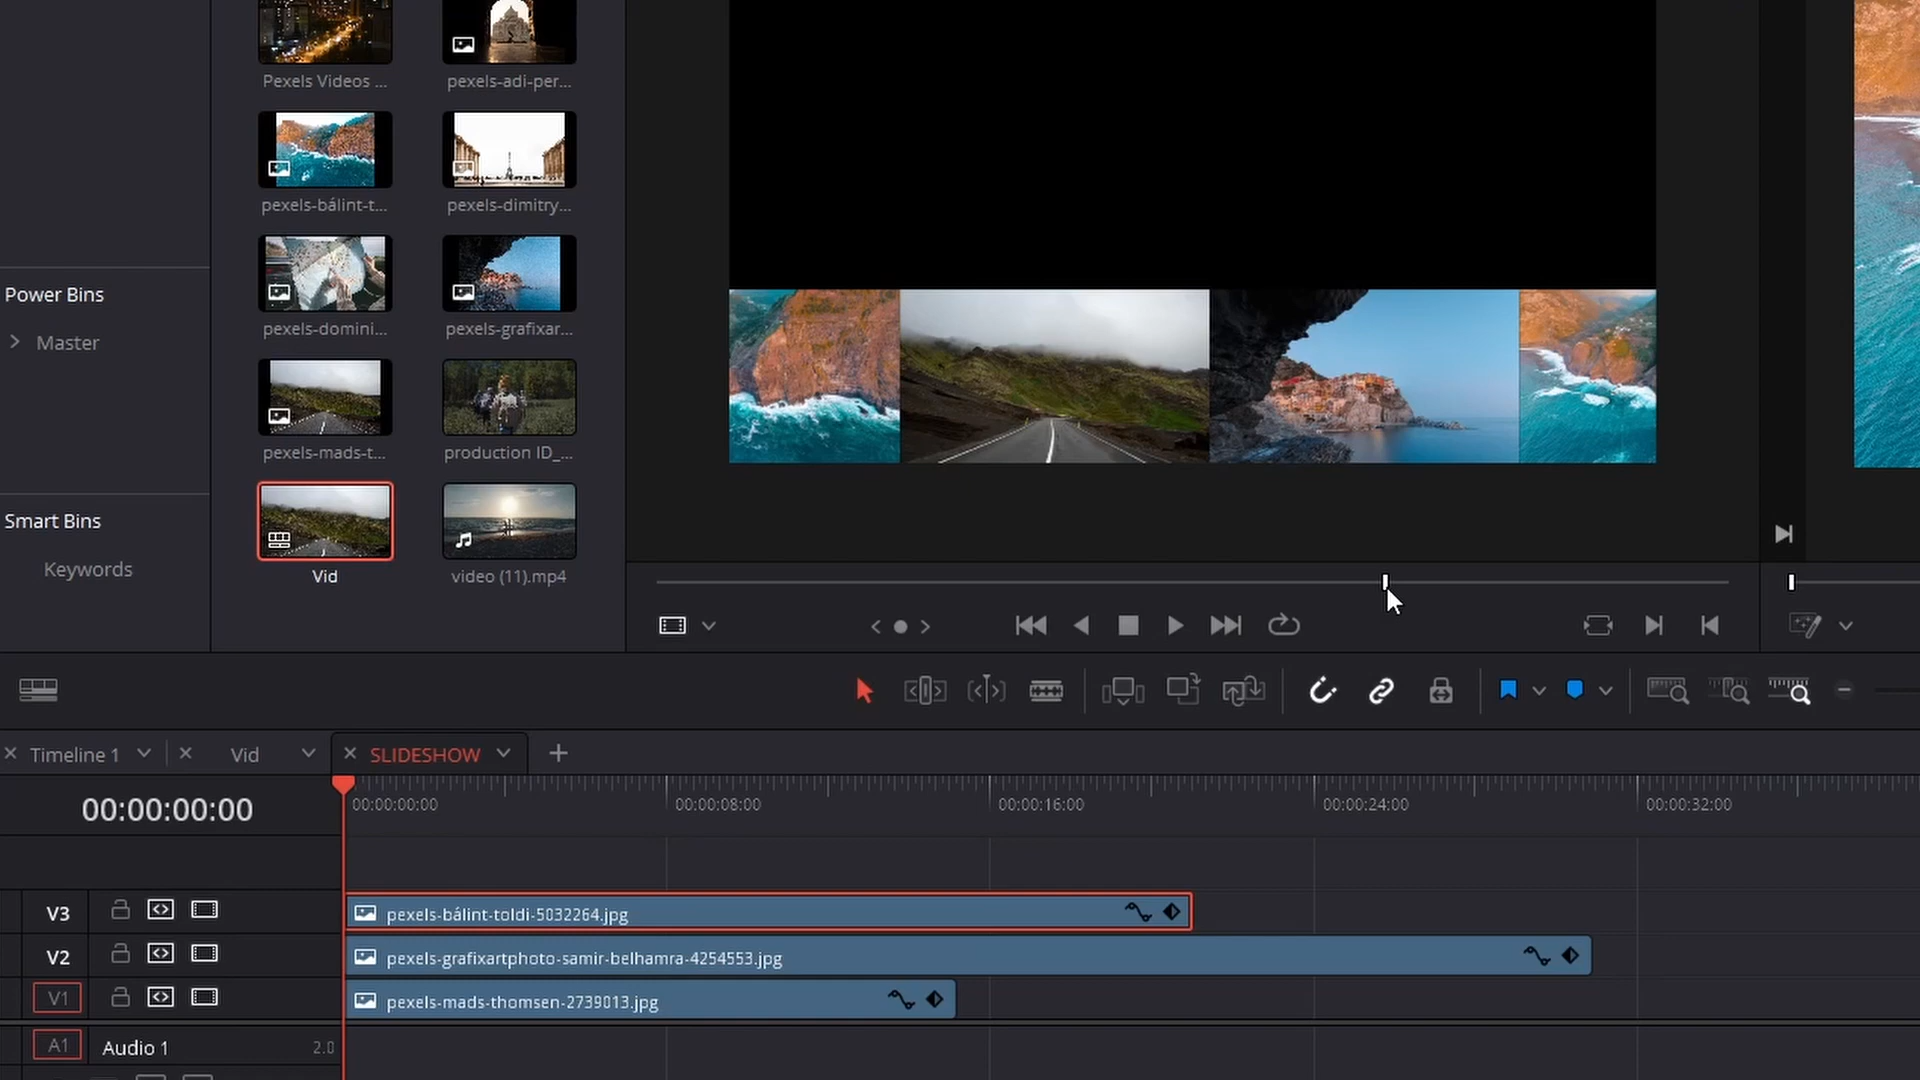 Pexels Videos ...
pexels-adi-per...
pexels-bálint-t...
pexels-dimitry...
Power Bins
pexels-domini...
pexels-grafixar...
Master
pexels-mads-t...
production ID_...
Smart Bins
Keywords
Vid
video (11).mp4
Timeline 1
Vid
SLIDESHOW
00:00:00:00
00:00:00:00
00:00:08:00
00:00:16:00
00:00:24:00
00:00:32:00
V3
pexels-bálint-toldi-5032264.jpg
V2
pexels-grafixartphoto-samir-belhamra-4254553.jpg
V1
pexels-mads-thomsen-2739013.jpg
A1
Audio 1
2.0